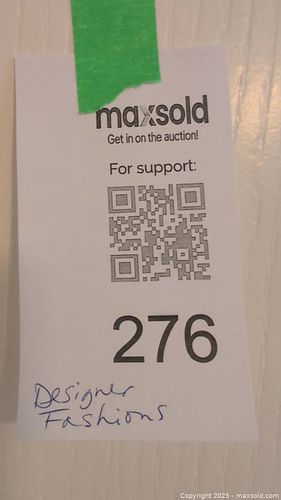 maxsold
Get in on the auction!
For support:
276
Designer
Fashions
Copyright © 2025 - maxsold.com